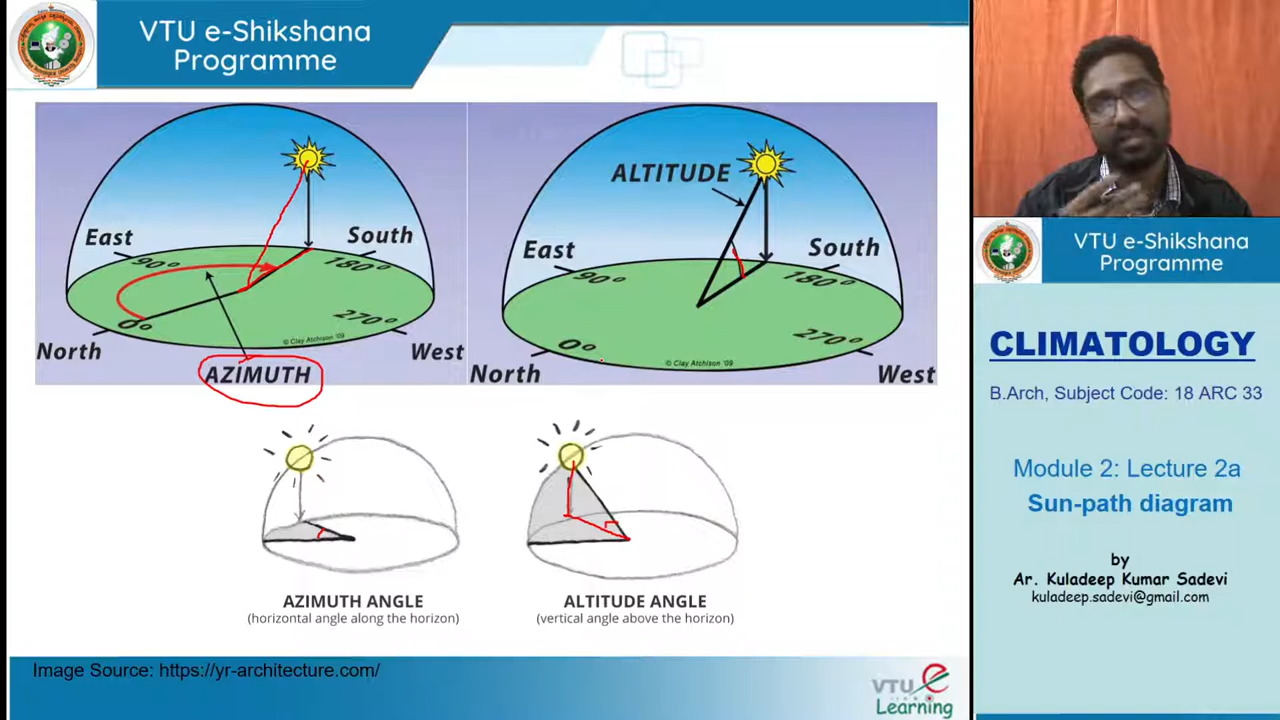 VTU e-Shikshana
Programme
East
90°
South
180°
0°
270°
© Clay Atchison '09
North
West
AZIMUTH
ALTITUDE
East
90°
South
180°
0°
270°
© Clay Atchison '09
North
West
AZIMUTH ANGLE
(horizontal angle along the horizon)
ALTITUDE ANGLE
(vertical angle above the horizon)
Image Source: https://yr-architecture.com/
VTU e
Learning
VTU e-Shikshana
Programme
CLIMATOLOGY
B.Arch, Subject Code: 18 ARC 33
Module 2: Lecture 2a
Sun-path diagram
by
Ar. Kuladeep Kumar Sadevi
kuladeep.sadevi@gmail.com